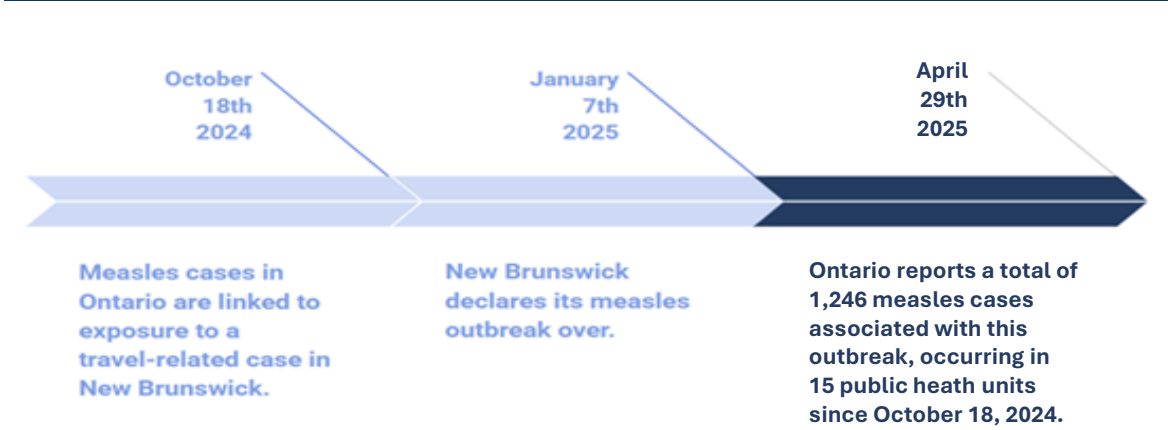 October
18th
2024
Measles cases in
Ontario are linked to
exposure to a
travel-related case in
New Brunswick.
January
7th
2025
New Brunswick
declares its measles
outbreak over.
April
29th
2025
Ontario reports a total of
1,246 measles cases
associated with this
outbreak, occurring in
15 public heath units
since October 18, 2024.